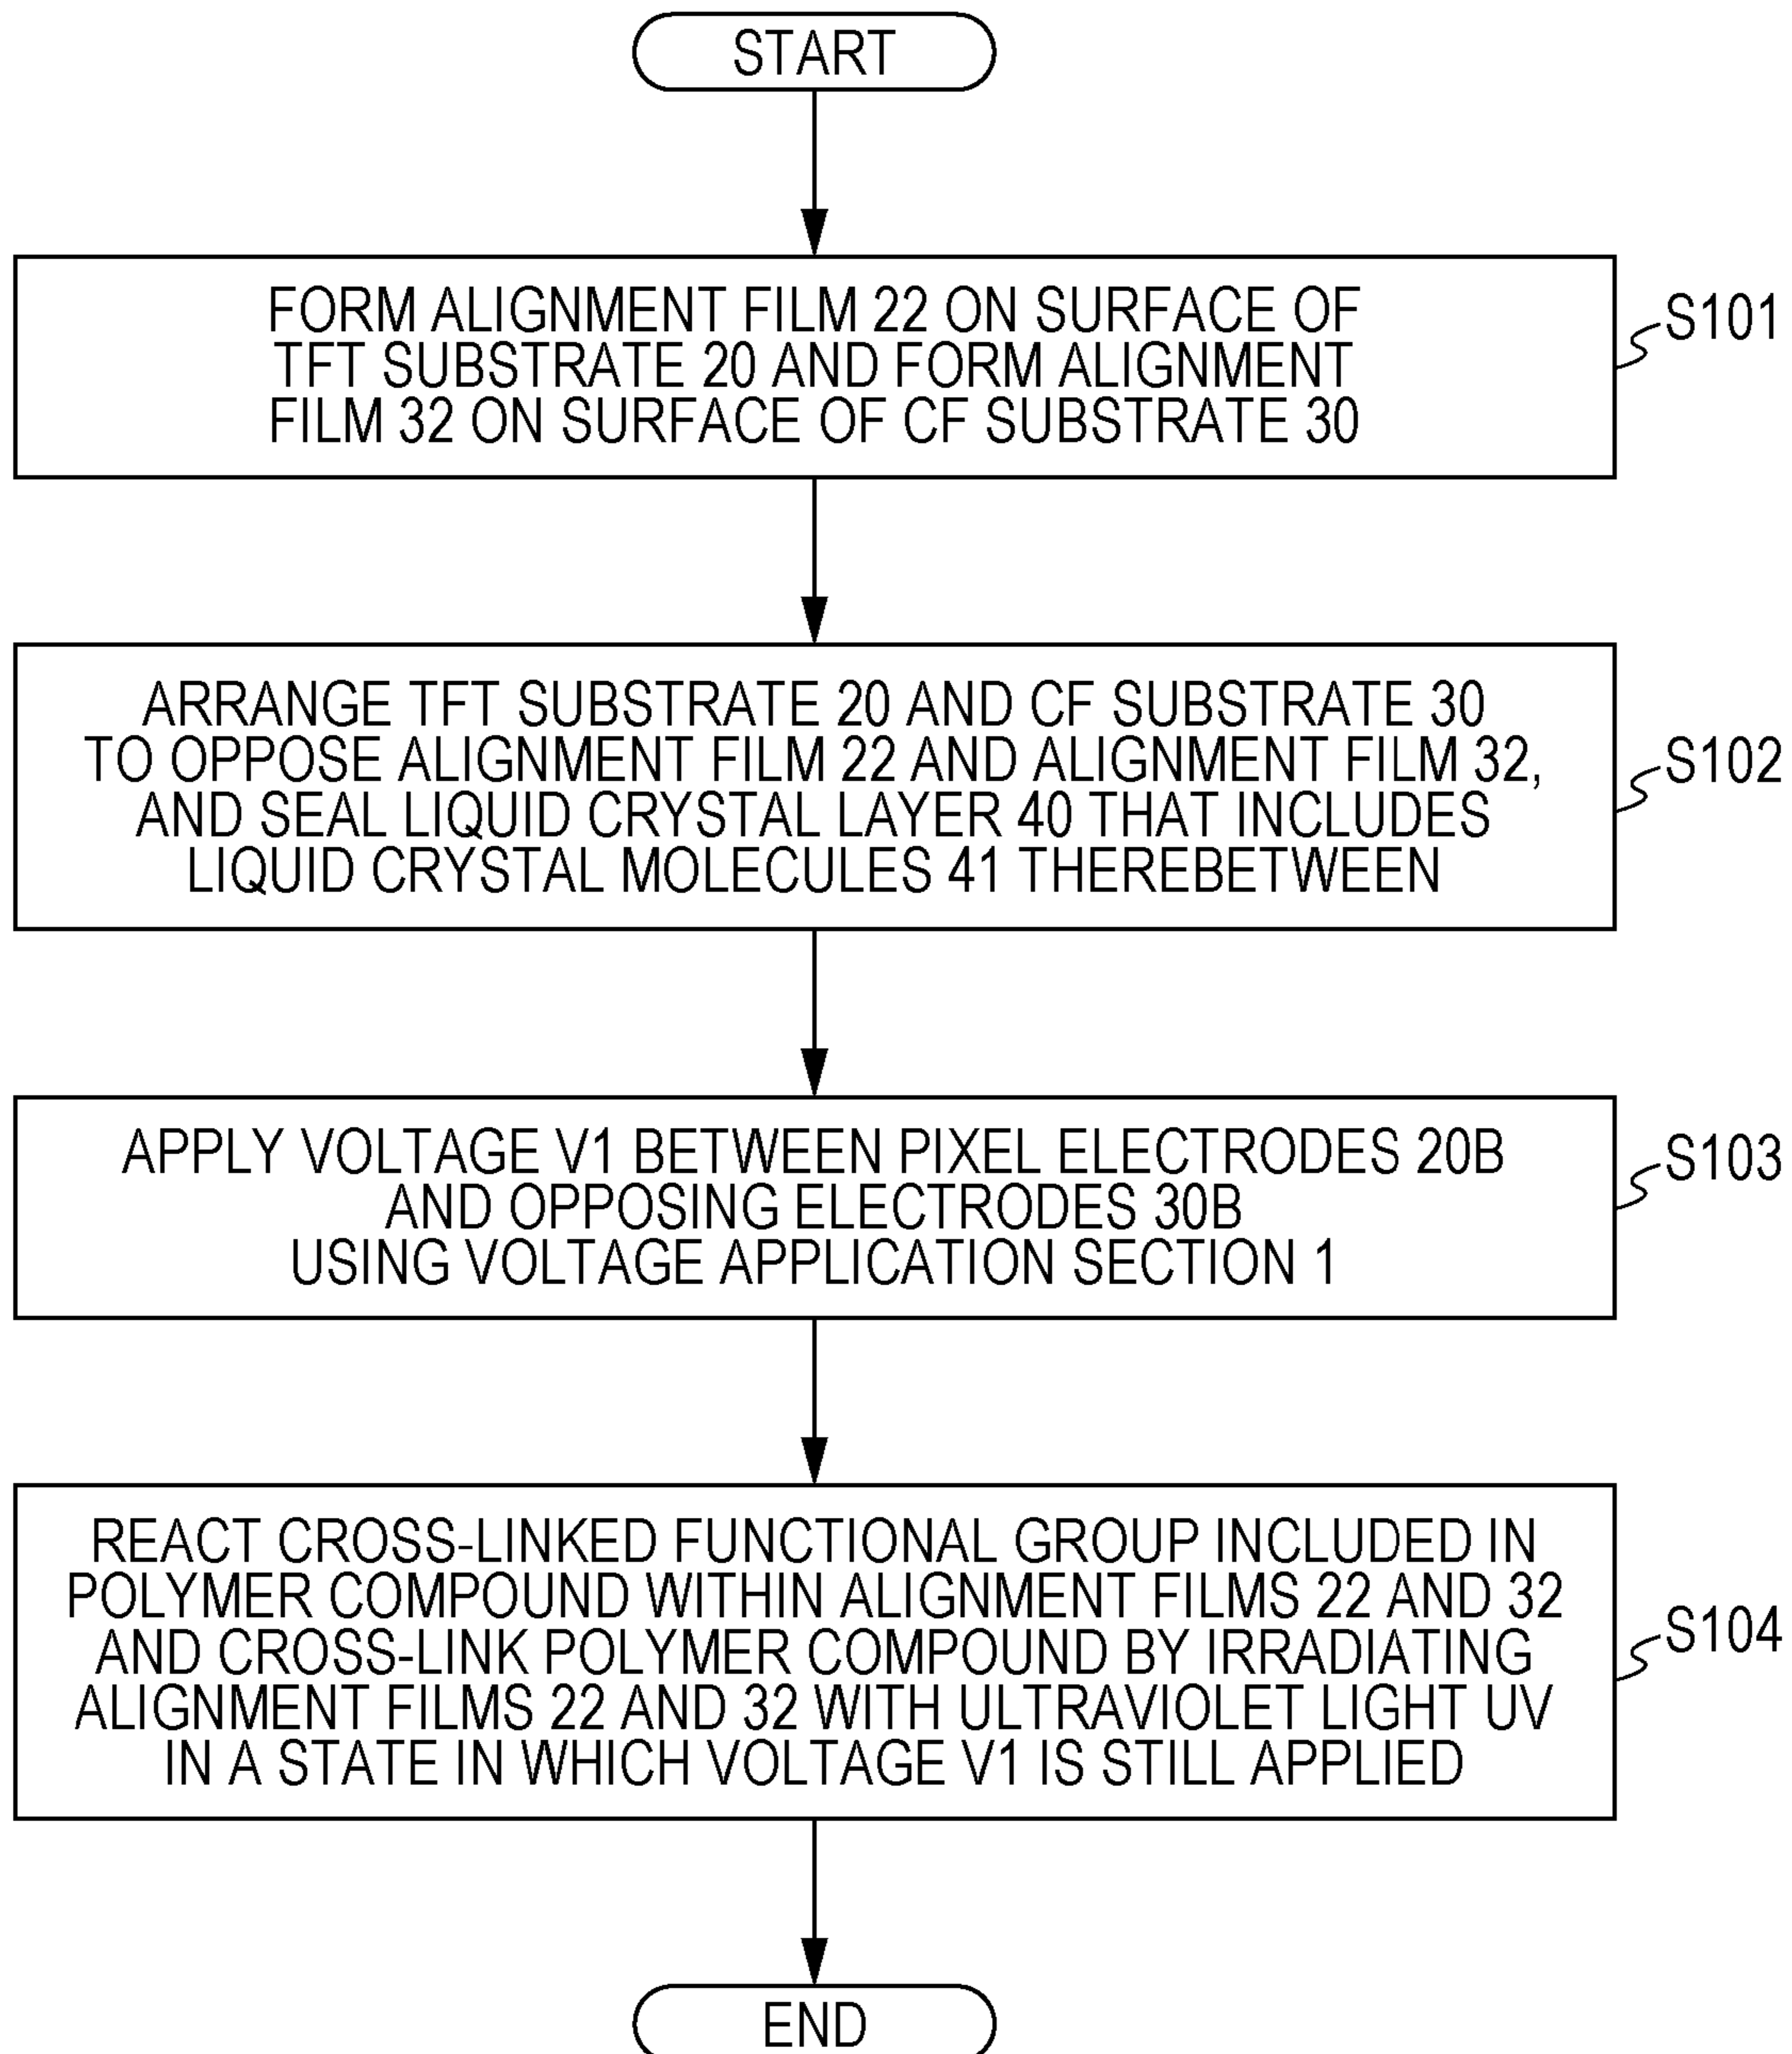 START
FORM ALIGNMENT FILM 22 ON SURFACE OF
TFT SUBSTRATE 20 AND FORM ALIGNMENT
FILM 32 ON SURFACE OF CF SUBSTRATE 30
S101
ARRANGE TFT SUBSTRATE 20 AND CF SUBSTRATE 30
TO OPPOSE ALIGNMENT FILM 22 AND ALIGNMENT FILM 32,
AND SEAL LIQUID CRYSTAL LAYER 40 THAT INCLUDES
LIQUID CRYSTAL MOLECULES 41 THEREBETWEEN
S102
APPLY VOLTAGE V1 BETWEEN PIXEL ELECTRODES 20B
AND OPPOSING ELECTRODES 30B
USING VOLTAGE APPLICATION SECTION 1
S103
REACT CROSS-LINKED FUNCTIONAL GROUP INCLUDED IN
POLYMER COMPOUND WITHIN ALIGNMENT FILMS 22 AND 32
AND CROSS-LINK POLYMER COMPOUND BY IRRADIATING
ALIGNMENT FILMS 22 AND 32 WITH ULTRAVIOLET LIGHT UV
IN A STATE IN WHICH VOLTAGE V1 IS STILL APPLIED
S104
END